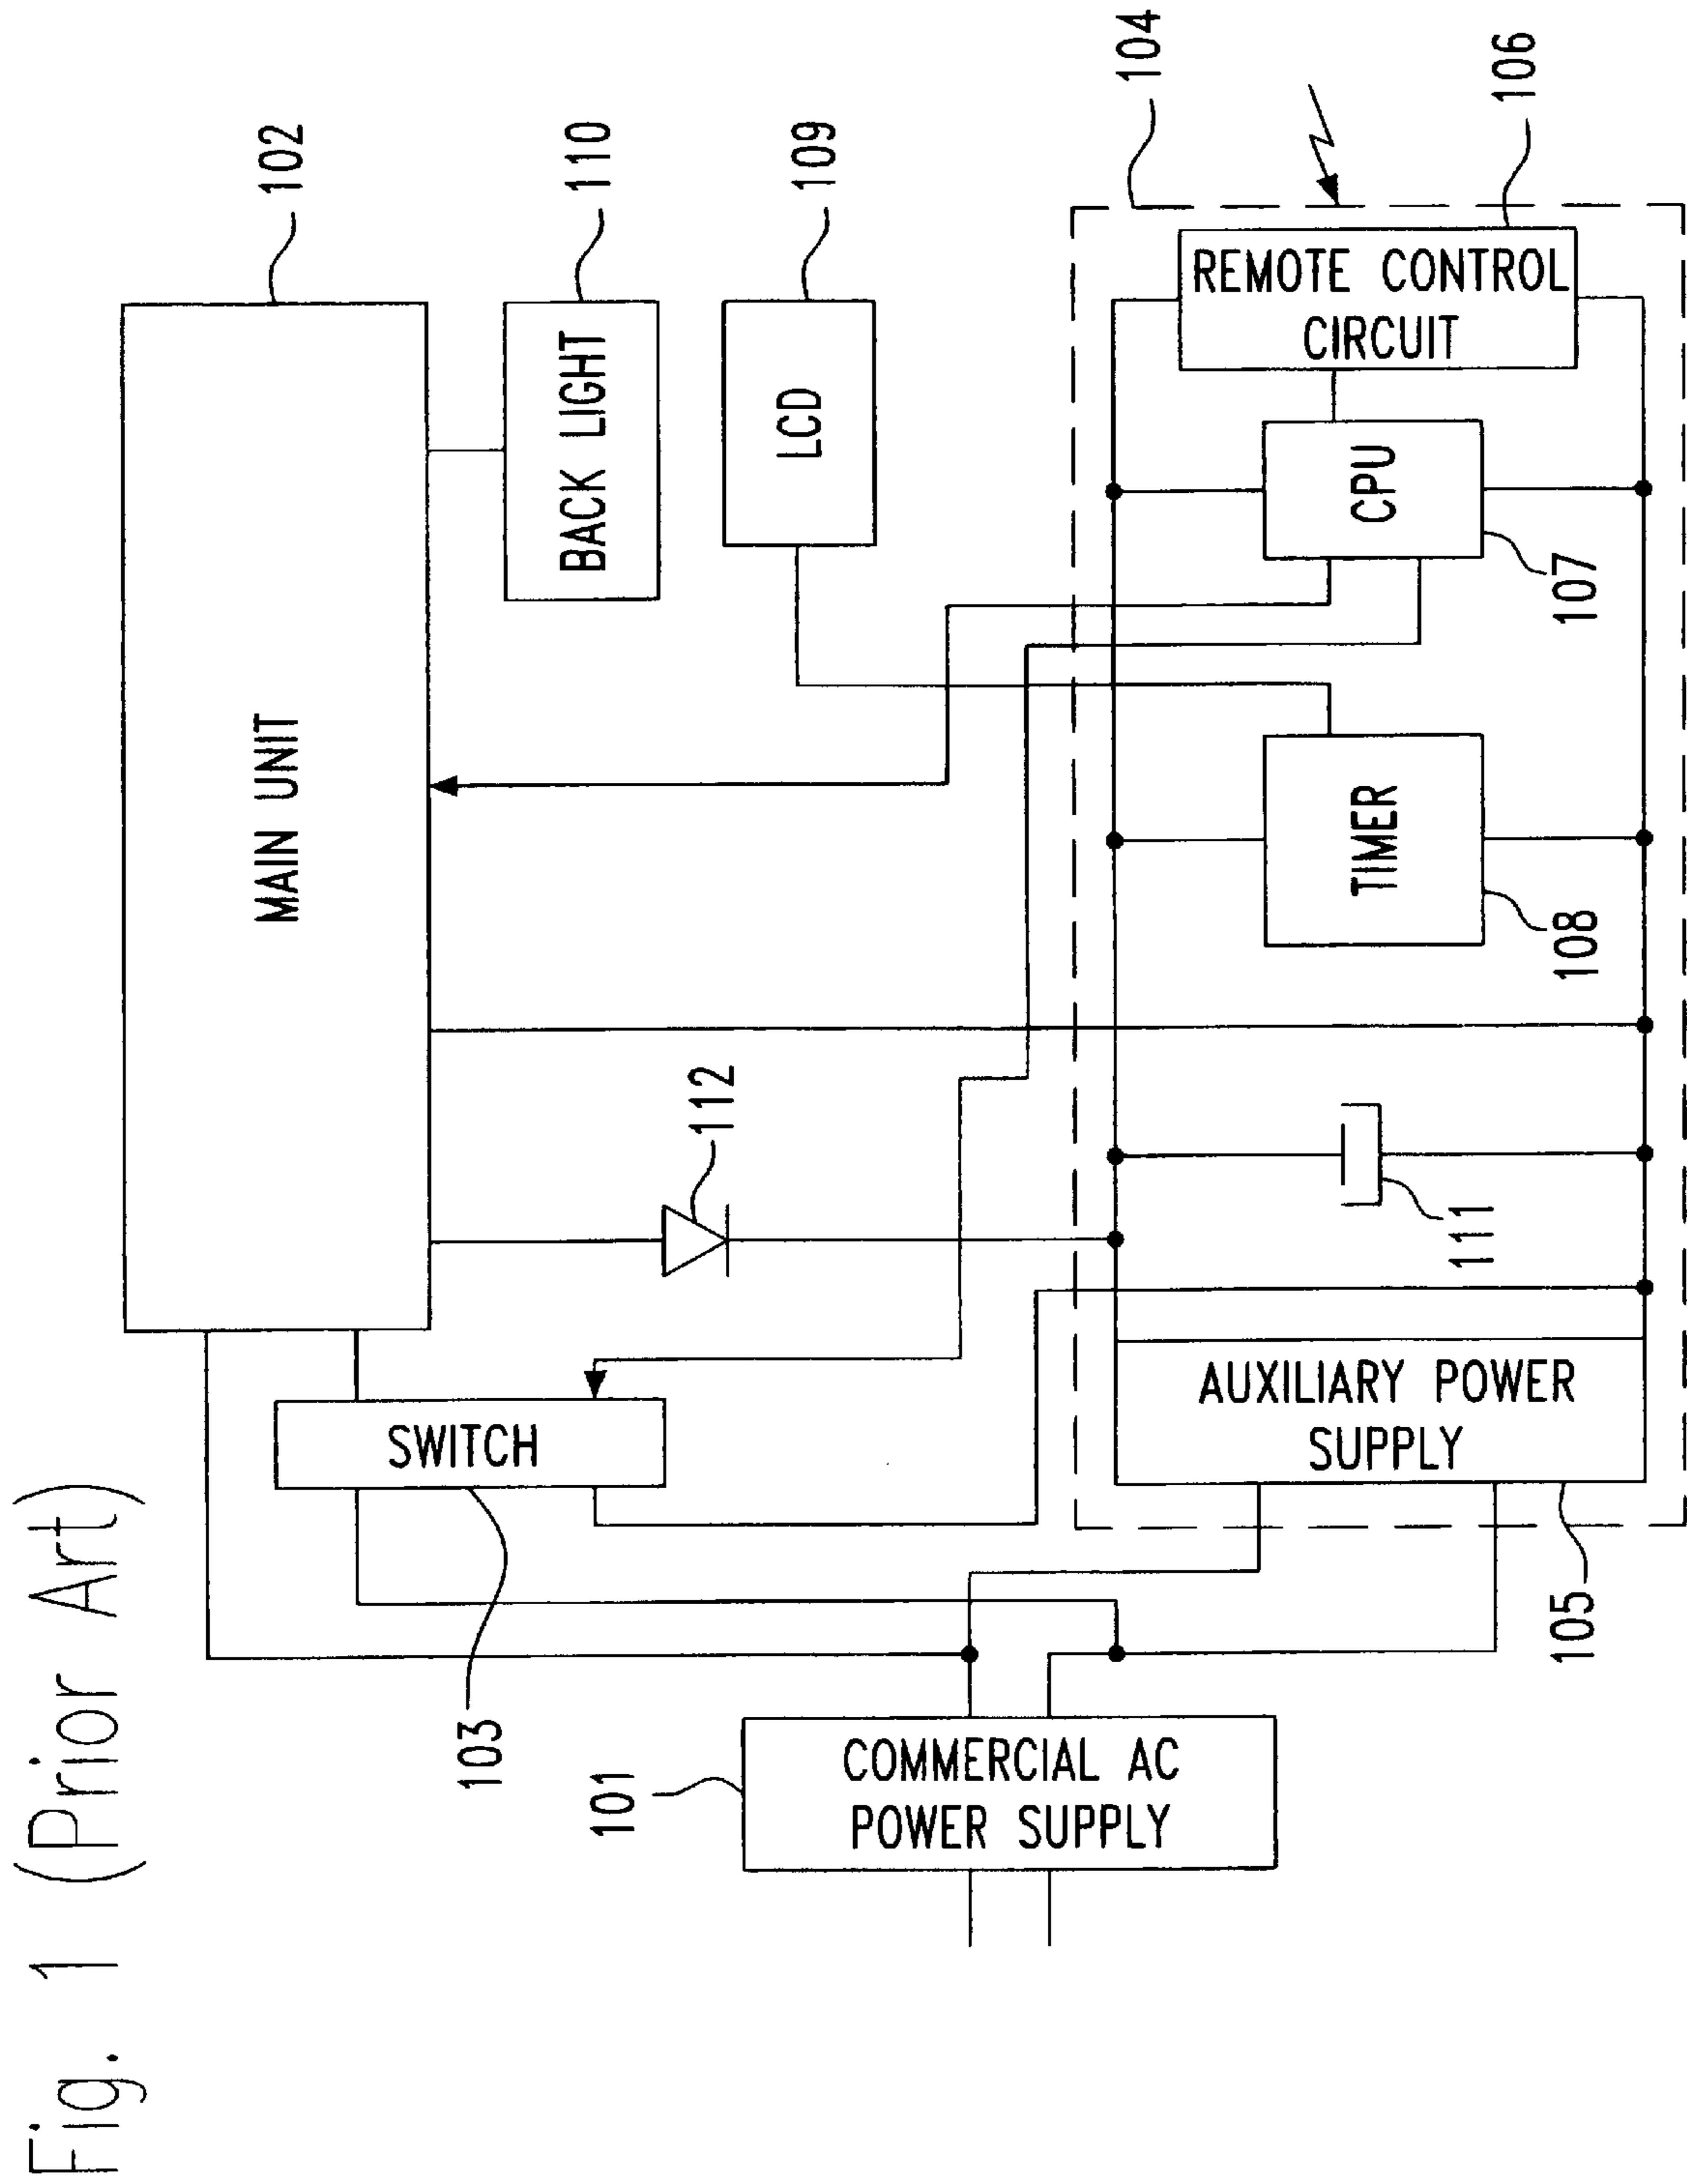 Fig. 1 (Prior Art)
102
MAIN UNIT
110
BACK LIGHT
109
LCD
112
SWITCH
103
101
COMMERCIAL AC
POWER SUPPLY
104
106
REMOTE CONTROL
CIRCUIT
CPU
107
TIMER
108
111
AUXILIARY POWER
SUPPLY
105